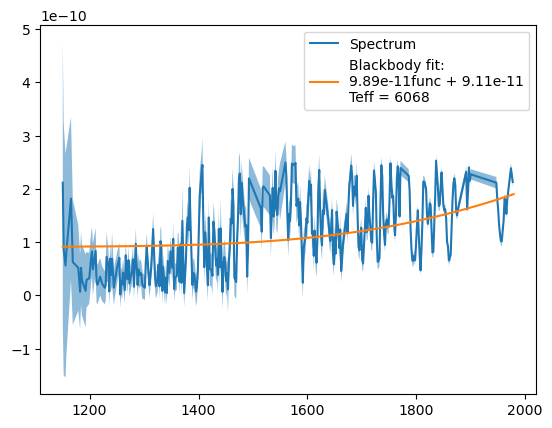 1e−10
5
4
3
2
1
0
−1
Spectrum
Blackbody fit:
9.89e-11func + 9.11e-11
Teff = 6068
1200
1400
1600
1800
2000